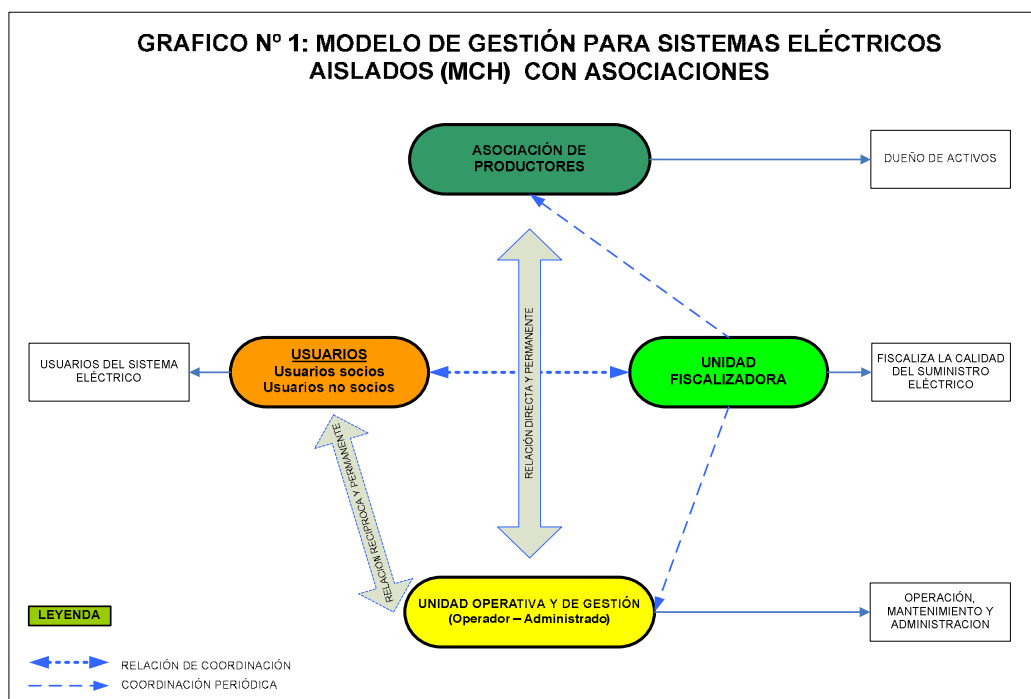 GRAFICO Nº 1: MODELO DE GESTIÓN PARA SISTEMAS ELÉCTRICOS
AISLADOS (MCH) CON ASOCIACIONES
ASOCIACIÓN DE
PRODUCTORES
DUEÑO DE ACTIVOS
RELACIÓN DIRECTA Y PERMANENTE
USUARIOS DEL SISTEMA
ELÉCTRICO
USUARIOS
Usuarios socios
Usuarios no socios
UNIDAD
FISCALIZADORA
FISCALIZA LA CALIDAD
DEL SUMINISTRO
ELÉCTRICO
RELACION RECIPROCA Y PERMANENTE
UNIDAD OPERATIVA Y DE GESTIÓN
(Operador – Administrado)
OPERACIÓN,
MANTENIMIENTO Y
ADMINISTRACION
LEYENDA
RELACIÓN DE COORDINACIÓN
COORDINACIÓN PERIÓDICA